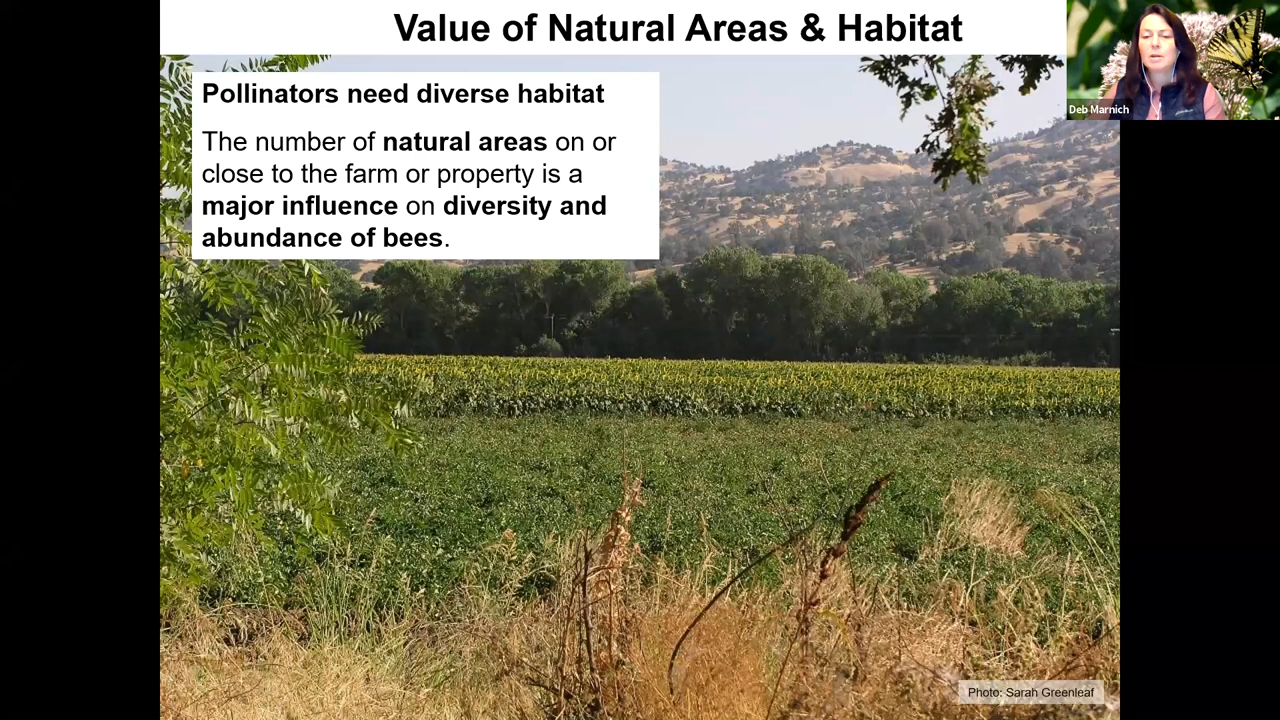 Value of Natural Areas & Habitat
Deb Marnich
Pollinators need diverse habitat
The number of natural areas on or
close to the farm or property is a
major influence on diversity and
abundance of bees.
Photo: Sarah Greenleaf